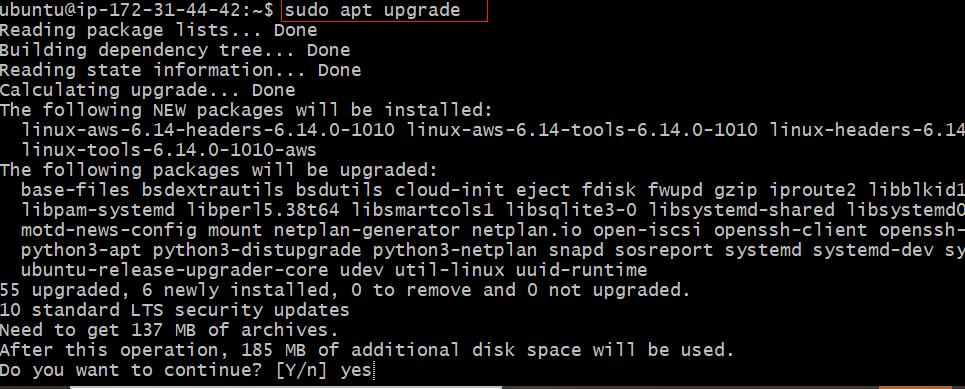 ubuntu@ip-172-31-44-42:~$ sudo apt upgrade
Reading package lists... Done
Building dependency tree... Done
Reading state information... Done
Calculating upgrade... Done
The following NEW packages will be installed:
linux-aws-6.14-headers-6.14.0-1010 linux-aws-6.14-tools-6.14.0-1010 linux-headers-6.14
linux-tools-6.14.0-1010-aws
The following packages will be upgraded:
base-files bsdextrautils bsdutils cloud-init eject fdisk fwupd gzip iproute2 libblkid1
libpam-systemd libperl5.38t64 libsmartcols1 libsqlite3-0 libsystemd-shared libsystemd0
motd-news-config mount netplan-generator netplan.io open-iscsi openssh-client openssh-
python3-apt python3-distupgrade python3-netplan snapd sosreport systemd systemd-dev sy
ubuntu-release-upgrader-core udev util-linux uuid-runtime
55 upgraded, 6 newly installed, 0 to remove and 0 not upgraded.
10 standard LTS security updates
Need to get 137 MB of archives.
After this operation, 185 MB of additional disk space will be used.
Do you want to continue? [Y/n] yes